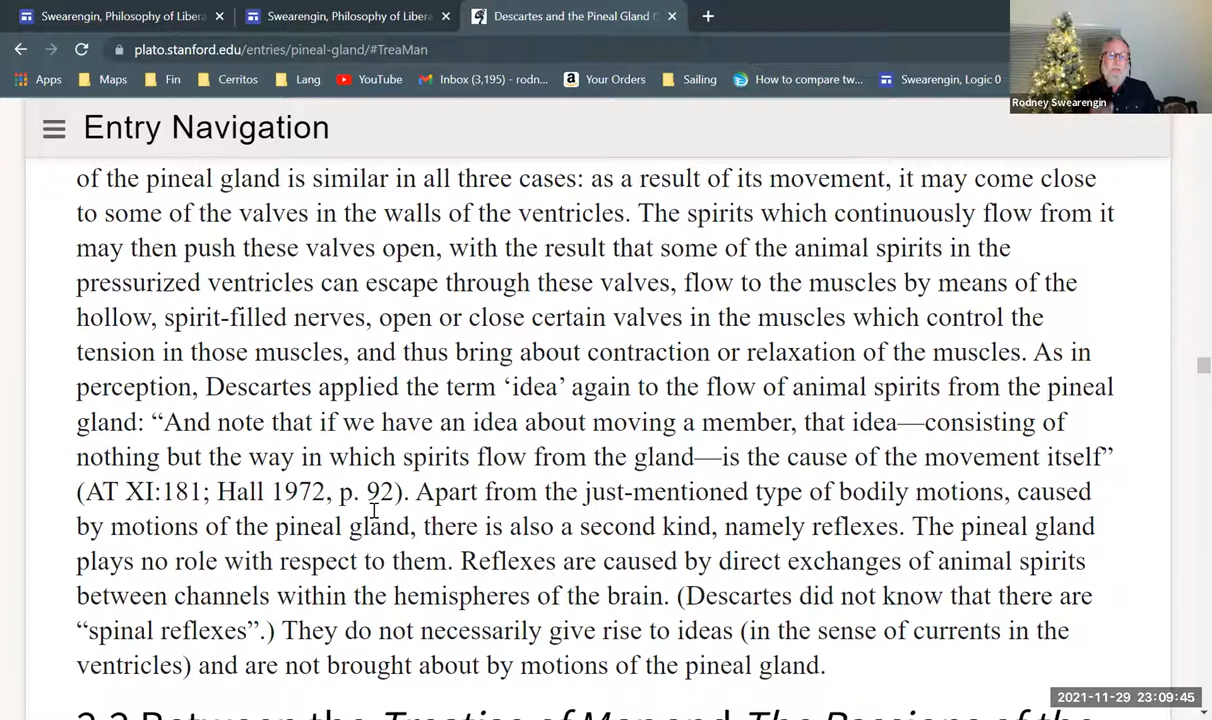 Swearengin, Philosophy of Libera
Swearengin, Philosophy of Libera
Descartes and the Pineal Gland (
plato.stanford.edu/entries/pineal-gland/#TreaMan
Apps Maps Fin Cerritos Lang YouTube Inbox (3,195) - rodn... Your Orders Sailing How to compare tw... Swearengin, Logic 0
Rodney Swearengin
Entry Navigation
of the pineal gland is similar in all three cases: as a result of its movement, it may come close
to some of the valves in the walls of the ventricles. The spirits which continuously flow from it
may then push these valves open, with the result that some of the animal spirits in the
pressurized ventricles can escape through these valves, flow to the muscles by means of the
hollow, spirit-filled nerves, open or close certain valves in the muscles which control the
tension in those muscles, and thus bring about contraction or relaxation of the muscles. As in
perception, Descartes applied the term ‘idea’ again to the flow of animal spirits from the pineal
gland: “And note that if we have an idea about moving a member, that idea—consisting of
nothing but the way in which spirits flow from the gland—is the cause of the movement itself”
(AT XI:181; Hall 1972, p. 92). Apart from the just-mentioned type of bodily motions, caused
by motions of the pineal gland, there is also a second kind, namely reflexes. The pineal gland
plays no role with respect to them. Reflexes are caused by direct exchanges of animal spirits
between channels within the hemispheres of the brain. (Descartes did not know that there are
“spinal reflexes”.) They do not necessarily give rise to ideas (in the sense of currents in the
ventricles) and are not brought about by motions of the pineal gland.
Between the Treatise of Man and The Passions of the
2021-11-29 23:09:45